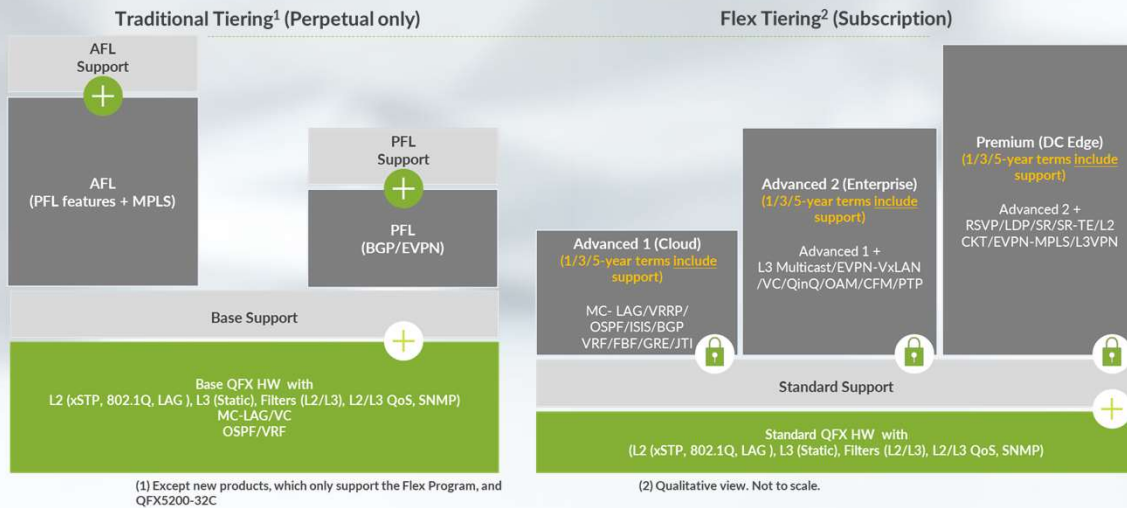 Traditional Tiering1 (Perpetual only)
AFL
Support
+
AFL
(PFL features + MPLS)
PFL
Support
+
PFL
(BGP/EVPN)
Base Support
+
Base QFX HW with
L2 (xSTP, 802.1Q, LAG ), L3 (Static), Filters (L2/L3), L2/L3 QoS, SNMP)
MC-LAG/VC
OSPF/VRF
(1) Except new products, which only support the Flex Program, and
QFX5200-32C
Flex Tiering2 (Subscription)
Advanced 1 (Cloud)
(1/3/5-year terms include
support)
MC- LAG/VRRP/
OSPF/ISIS/BGP
VRF/FBF/GRE/JTI
Advanced 2 (Enterprise)
(1/3/5-year terms include
support)
Advanced 1 +
L3 Multicast/EVPN-VxLAN
/VC/QinQ/OAM/CFM/PTP
Premium (DC Edge)
(1/3/5-year terms include
support)
Advanced 2 +
RSVP/LDP/SR/SR-TE/L2
CKT/EVPN-MPLS/L3VPN
Standard Support
+
Standard QFX HW with
(L2 (xSTP, 802.1Q, LAG ), L3 (Static), Filters (L2/L3), L2/L3 QoS, SNMP)
(2) Qualitative view. Not to scale.